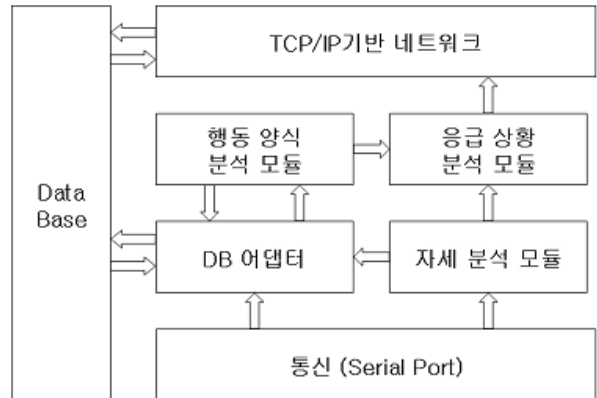 TCP/IP기반 네트워크
행동 양식
분석 모듈
응급 상황
분석 모듈
Data
Base
DB 어댑터
자세 분석 모듈
통신 (Serial Port)